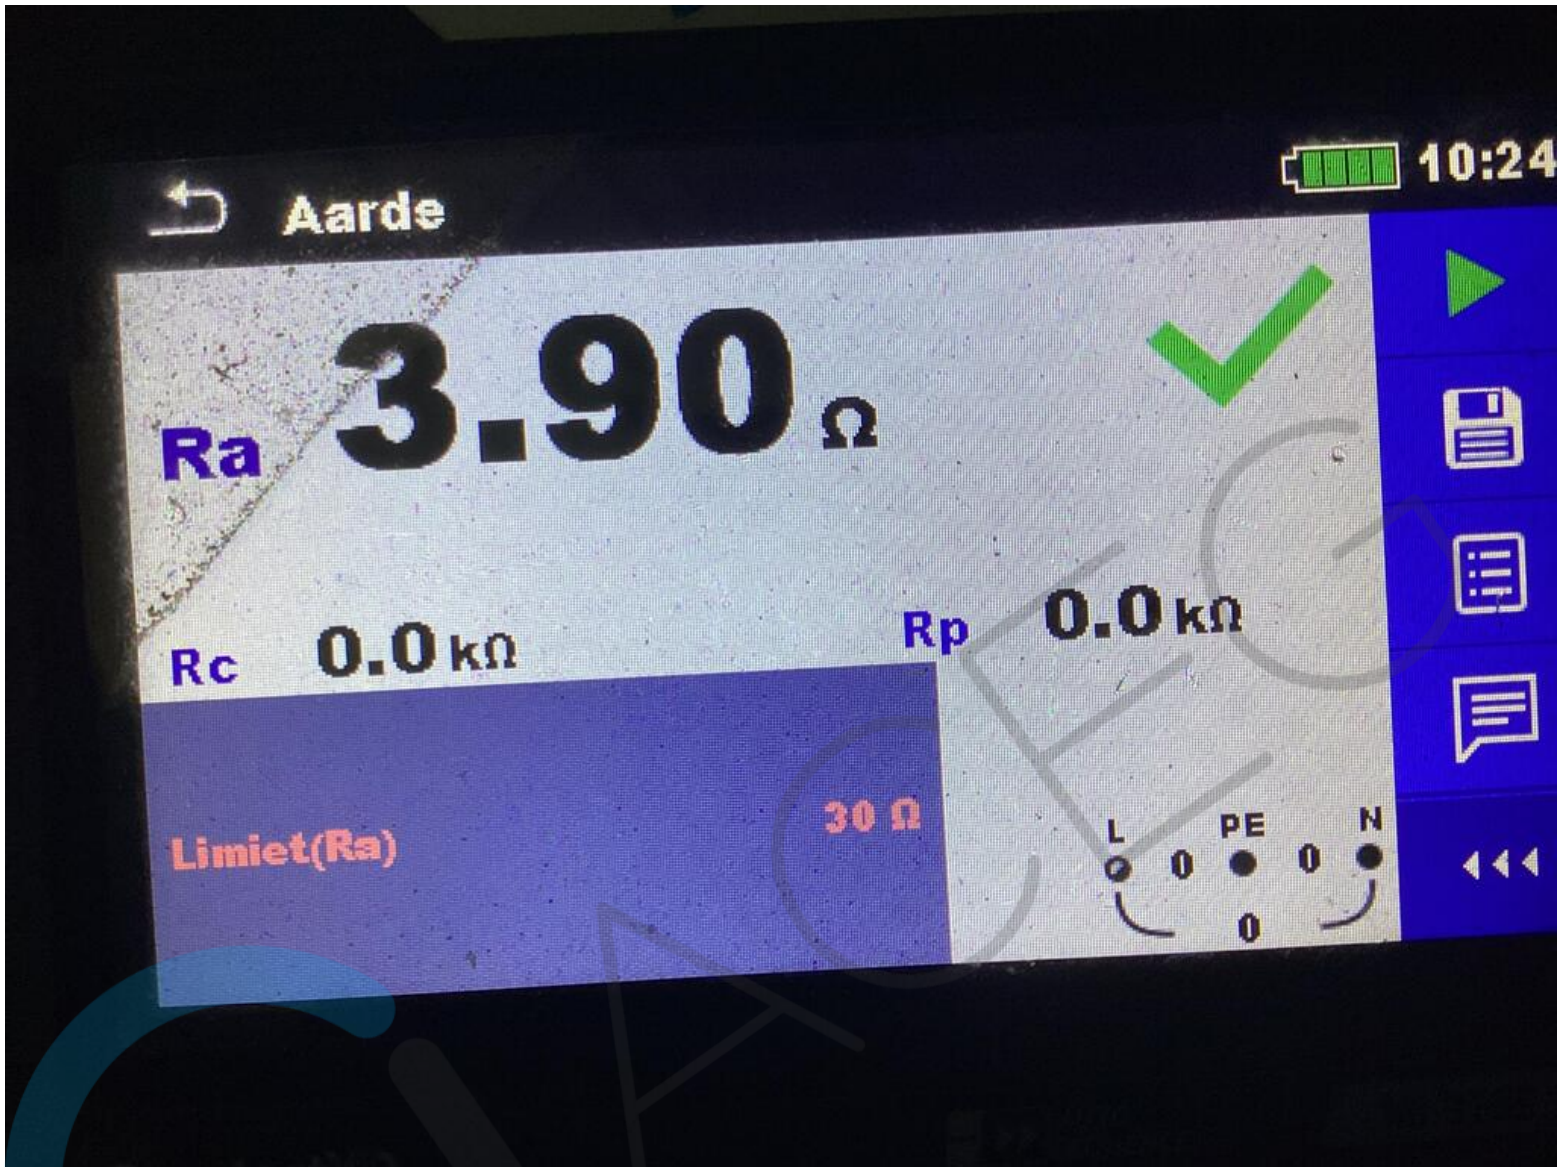 Aarde 10:24
Ra 3.90 Ω
Rc 0.0 kΩ Rp 0.0 kΩ
Limiet(Ra) 30 Ω
L PE N
0 0
0
ACEG